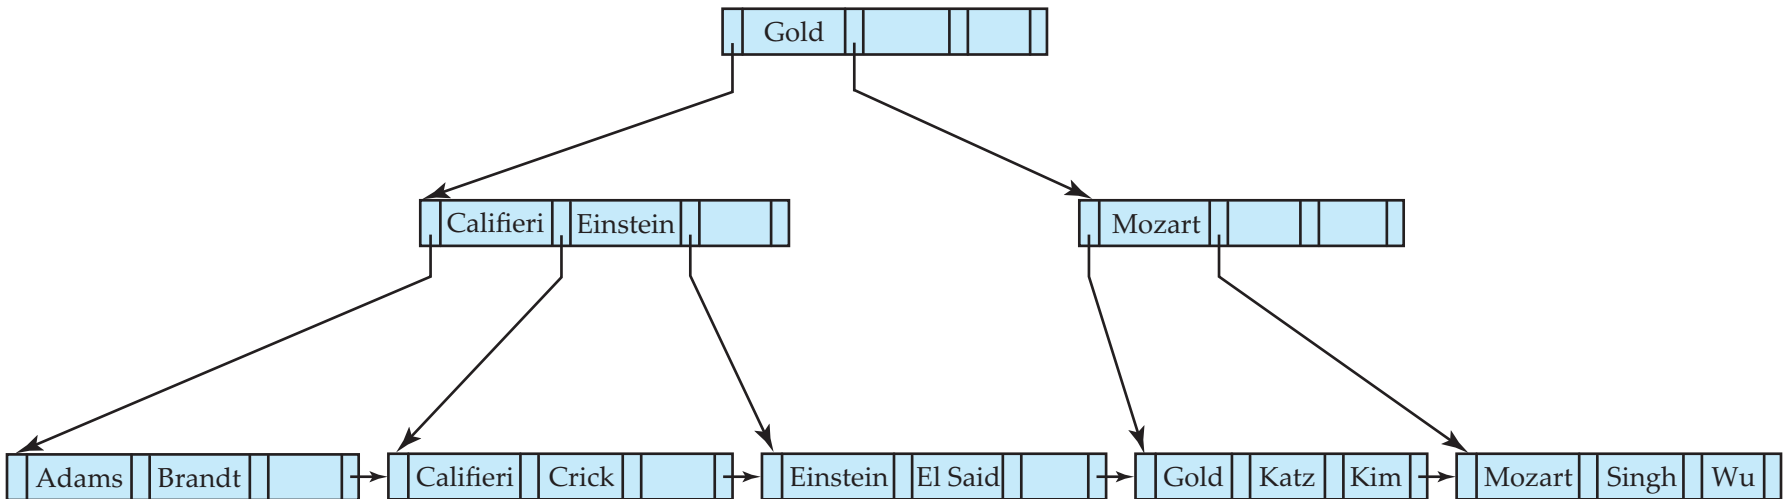 Gold
Califieri Einstein Mozart
Adams Brandt Califieri Crick Einstein El Said Gold Katz Kim Mozart Singh Wu